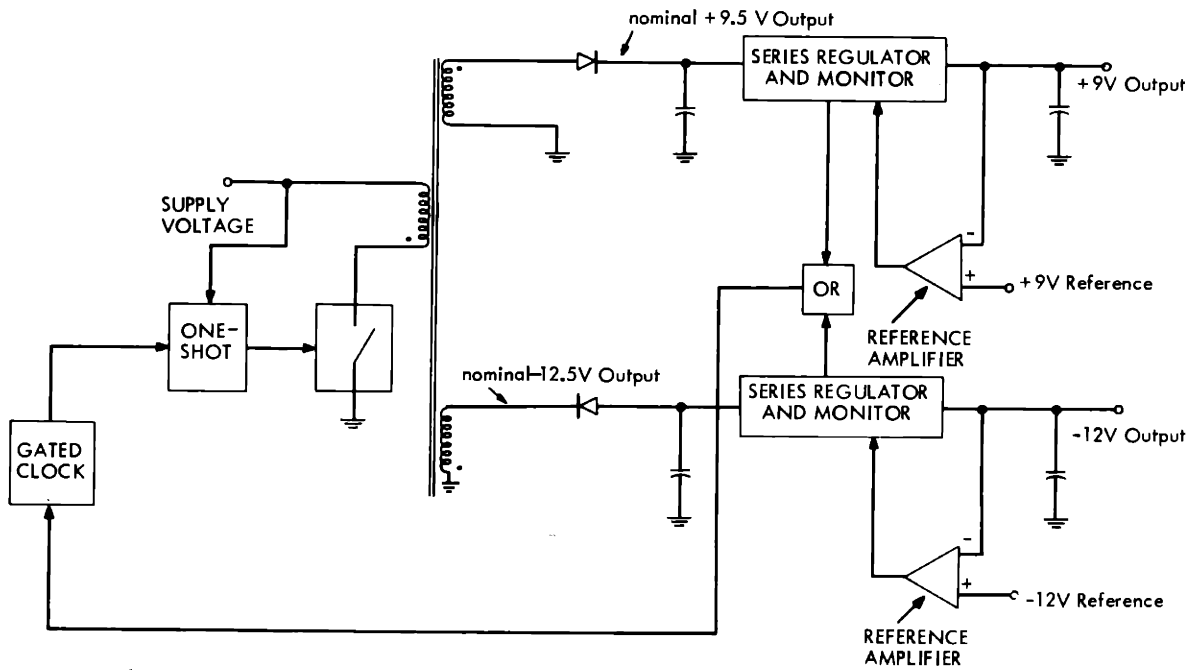 nominal +9.5 V Output
SERIES REGULATOR
AND MONITOR
+9V Output
SUPPLY
VOLTAGE
-
+
+9V Reference
OR
REFERENCE
AMPLIFIER
ONE-
SHOT
nominal-12.5V Output
SERIES REGULATOR
AND MONITOR
-12V Output
GATED
CLOCK
-
+
-12V Reference
REFERENCE
AMPLIFIER